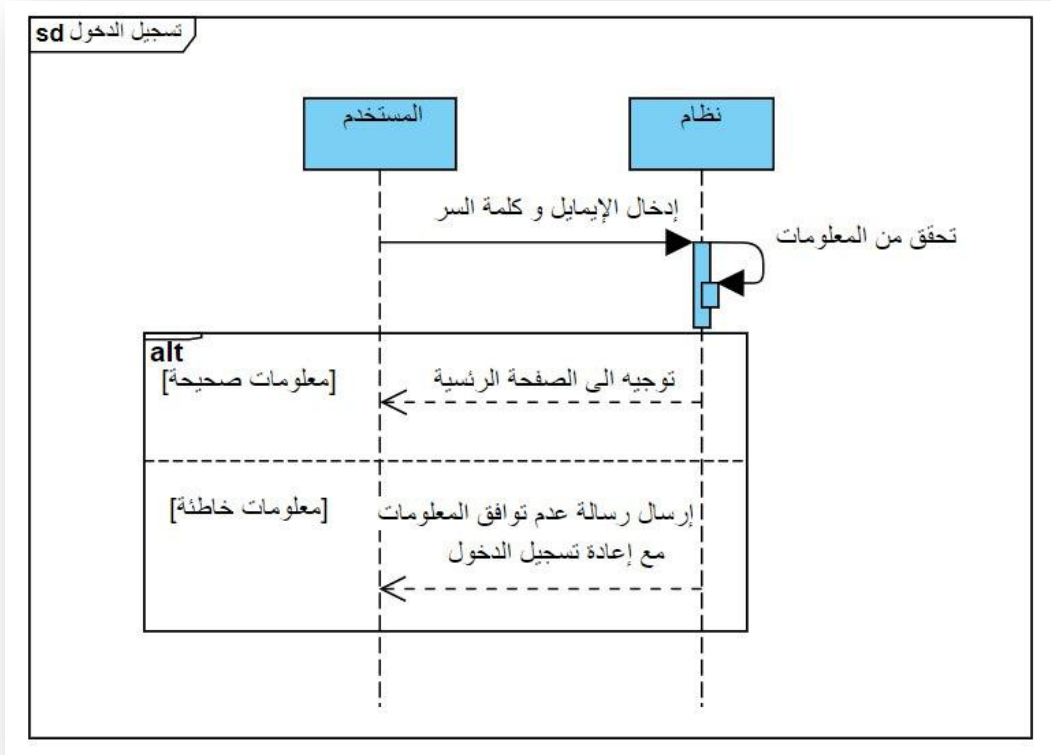 sd تسجيل الدخول
المستخدم
نظام
إدخال الإيمايل و كلمة السر
تحقق من المعلومات
alt
[معلومات صحيحة]
توجيه الى الصفحة الرئسية
[معلومات خاطئة]
إرسال رسالة عدم توافق المعلومات
مع إعادة تسجيل الدخول